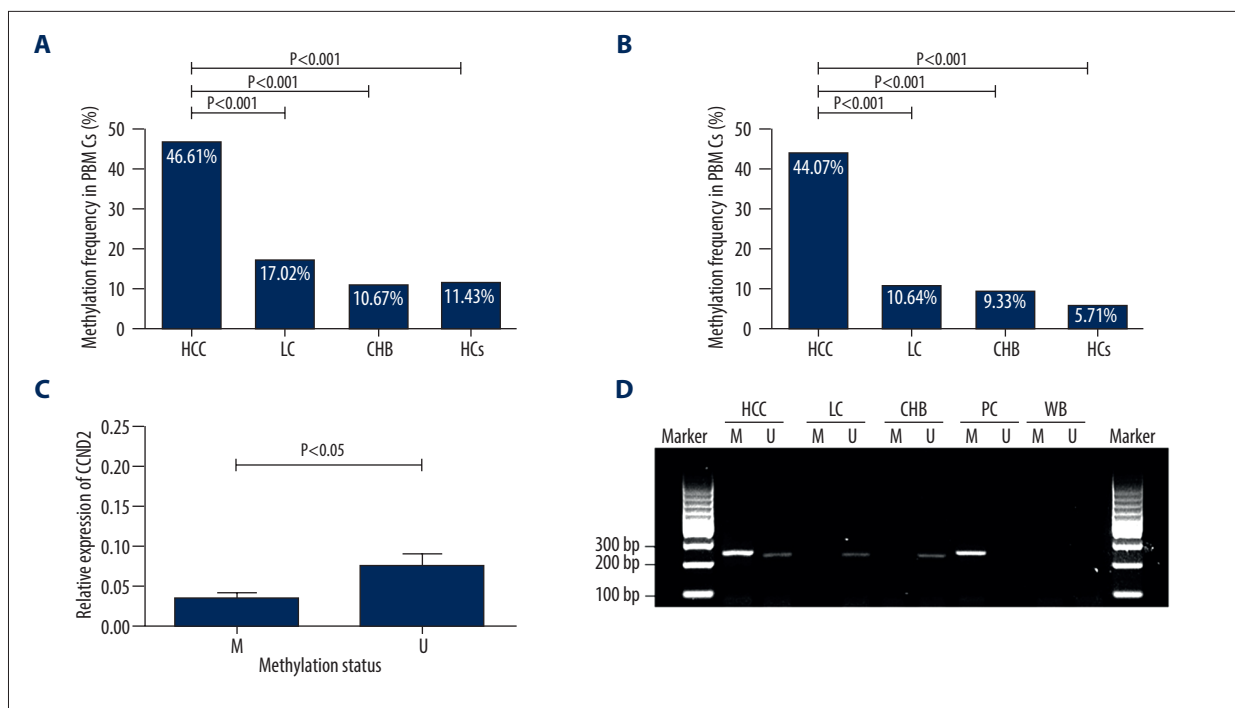 A
P<0.001
P<0.001
P<0.001
Methylation frequency in PBM Cs (%)
50
40
30
20
10
0
46.61%
17.02%
10.67%
11.43%
HCC LC CHB HCs
B
P<0.001
P<0.001
P<0.001
Methylation frequency in PBM Cs (%)
50
40
30
20
10
0
44.07%
10.64%
9.33%
5.71%
HCC LC CHB HCs
C
Relative expression of CCND2
0.25
0.20
0.15
0.10
0.05
0.00
P<0.05
M U
Methylation status
D
HCC LC CHB PC WB
Marker M U M U M U M U M U Marker
300 bp
200 bp
100 bp